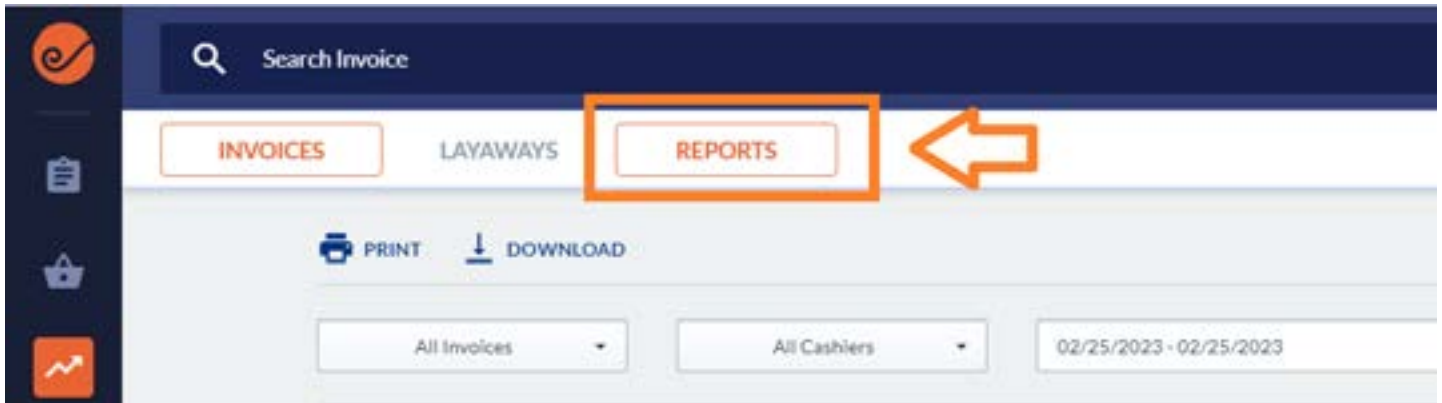 Search Invoice
INVOICES LAYAWAYS REPORTS
PRINT DOWNLOAD
All Invoices All Cashiers 02/25/2023 - 02/25/2023